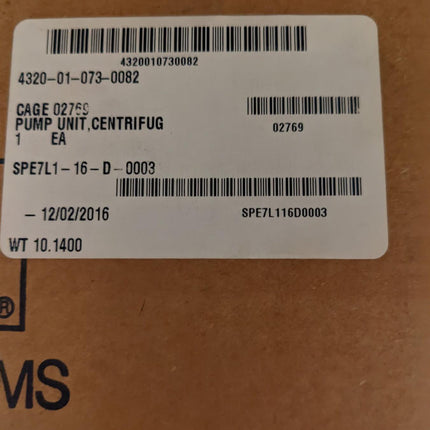 4320010730082
4320-01-073-0082
CAGE 02769
PUMP UNIT,CENTRIFUG
02769
1 EA
SPE7L1-16-D-0003
- 12/02/2016
SPE7L116D0003
WT 10.1400
®
MS